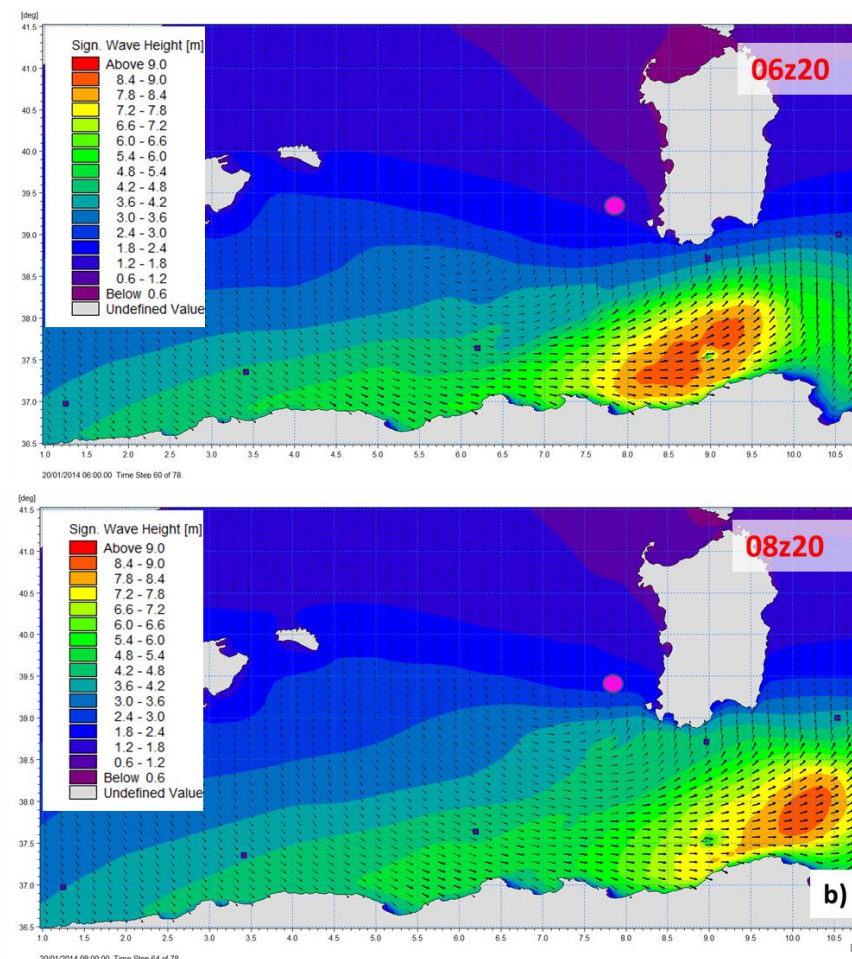 [deg]
41.5
Sign. Wave Height [m]
Above 9.0
8.4 - 9.0
7.8 - 8.4
7.2 - 7.8
6.6 - 7.2
6.0 - 6.6
5.4 - 6.0
4.8 - 5.4
4.2 - 4.8
3.6 - 4.2
3.0 - 3.6
2.4 - 3.0
1.8 - 2.4
1.2 - 1.8
0.6 - 1.2
Below 0.6
Undefined Value
06z20
41.0
40.5
40.0
39.5
39.0
38.5
38.0
37.5
37.0
36.5
1.0 1.5 2.0 2.5 3.0 3.5 4.0 4.5 5.0 5.5 6.0 6.5 7.0 7.5 8.0 8.5 9.0 9.5 10.0 10.5
20/01/2014 06:00:00 Time Step 60 of 78.
[deg]
41.5
Sign. Wave Height [m]
Above 9.0
8.4 - 9.0
7.8 - 8.4
7.2 - 7.8
6.6 - 7.2
6.0 - 6.6
5.4 - 6.0
4.8 - 5.4
4.2 - 4.8
3.6 - 4.2
3.0 - 3.6
2.4 - 3.0
1.8 - 2.4
1.2 - 1.8
0.6 - 1.2
Below 0.6
Undefined Value
08z20
41.0
40.5
40.0
39.5
39.0
38.5
38.0
37.5
37.0
36.5
b)
1.0 1.5 2.0 2.5 3.0 3.5 4.0 4.5 5.0 5.5 6.0 6.5 7.0 7.5 8.0 8.5 9.0 9.5 10.0 10.5
20/01/2014 08:00:00 Time Step 64 of 78.